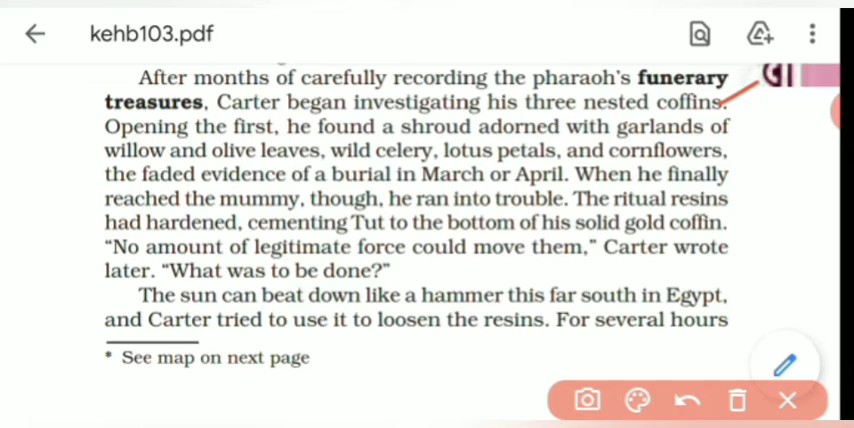 kehb103.pdf
After months of carefully recording the pharaoh's funerary
treasures, Carter began investigating his three nested coffins.
Opening the first, he found a shroud adorned with garlands of
willow and olive leaves, wild celery, lotus petals, and cornflowers,
the faded evidence of a burial in March or April. When he finally
reached the mummy, though, he ran into trouble. The ritual resins
had hardened, cementing Tut to the bottom of his solid gold coffin.
“No amount of legitimate force could move them,” Carter wrote
later. “What was to be done?”
The sun can beat down like a hammer this far south in Egypt,
and Carter tried to use it to loosen the resins. For several hours
* See map on next page